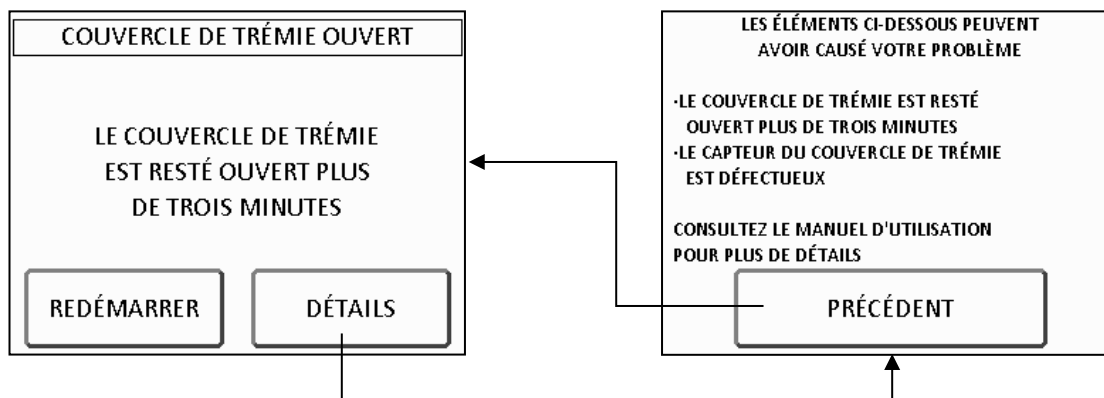 COUVERCLE DE TRÉMIE OUVERT
LE COUVERCLE DE TRÉMIE
EST RESTÉ OUVERT PLUS
DE TROIS MINUTES
REDÉMARRER
DÉTAILS
LES ÉLÉMENTS CI-DESSOUS PEUVENT
AVOIR CAUSÉ VOTRE PROBLÈME
·LE COUVERCLE DE TRÉMIE EST RESTÉ
OUVERT PLUS DE TROIS MINUTES
·LE CAPTEUR DU COUVERCLE DE TRÉMIE
EST DÉFECTUEUX
CONSULTEZ LE MANUEL D'UTILISATION
POUR PLUS DE DÉTAILS
PRÉCÉDENT